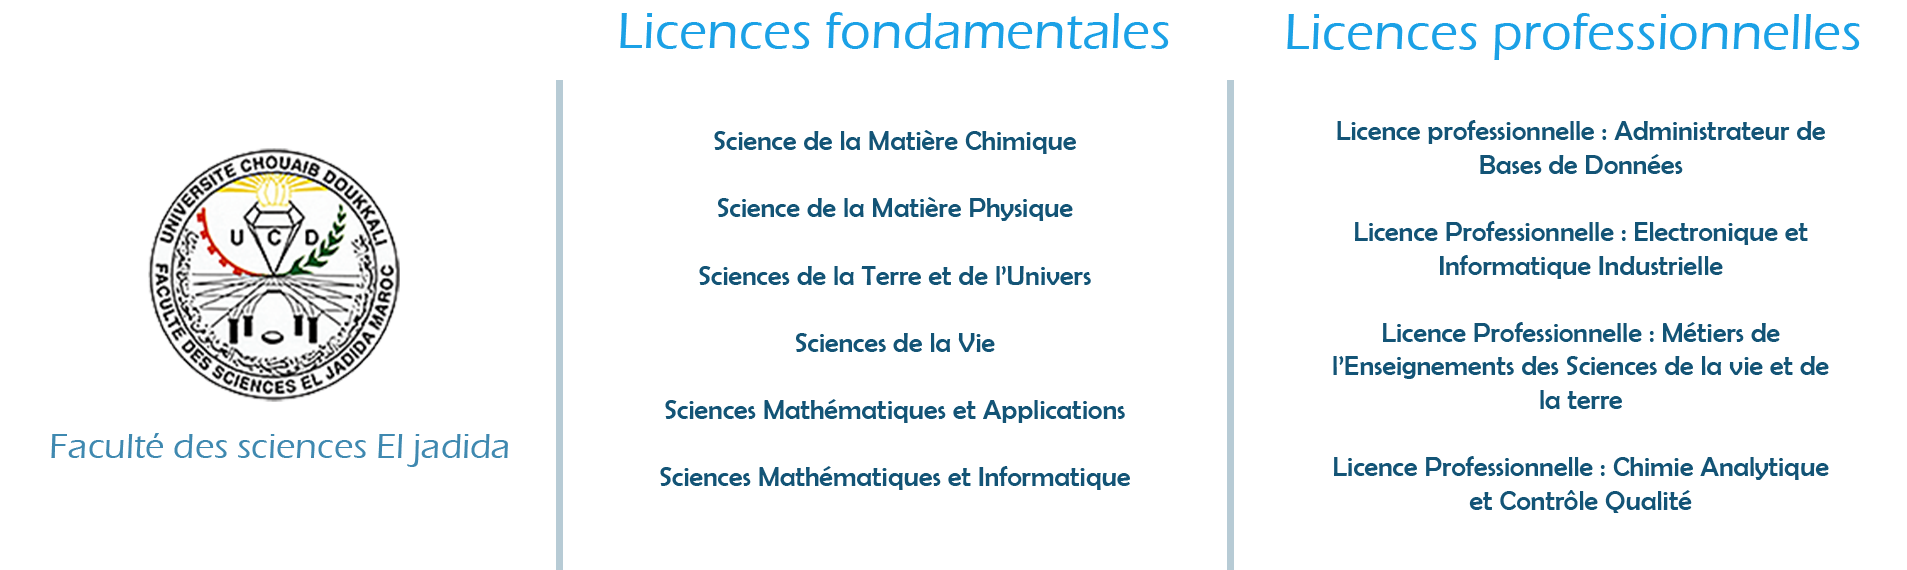 UNIVERSITE CHOUAIB DOUKKALI
U C D
FACULTE DES SCIENCES EL JADIDA MAROC
Faculté des sciences El jadida
Licences fondamentales
Science de la Matière Chimique
Science de la Matière Physique
Sciences de la Terre et de l’Univers
Sciences de la Vie
Sciences Mathématiques et Applications
Sciences Mathématiques et Informatique
Licences professionnelles
Licence professionnelle : Administrateur de
Bases de Données
Licence Professionnelle : Electronique et
Informatique Industrielle
Licence Professionnelle : Métiers de
l’Enseignements des Sciences de la vie et de
la terre
Licence Professionnelle : Chimie Analytique
et Contrôle Qualité